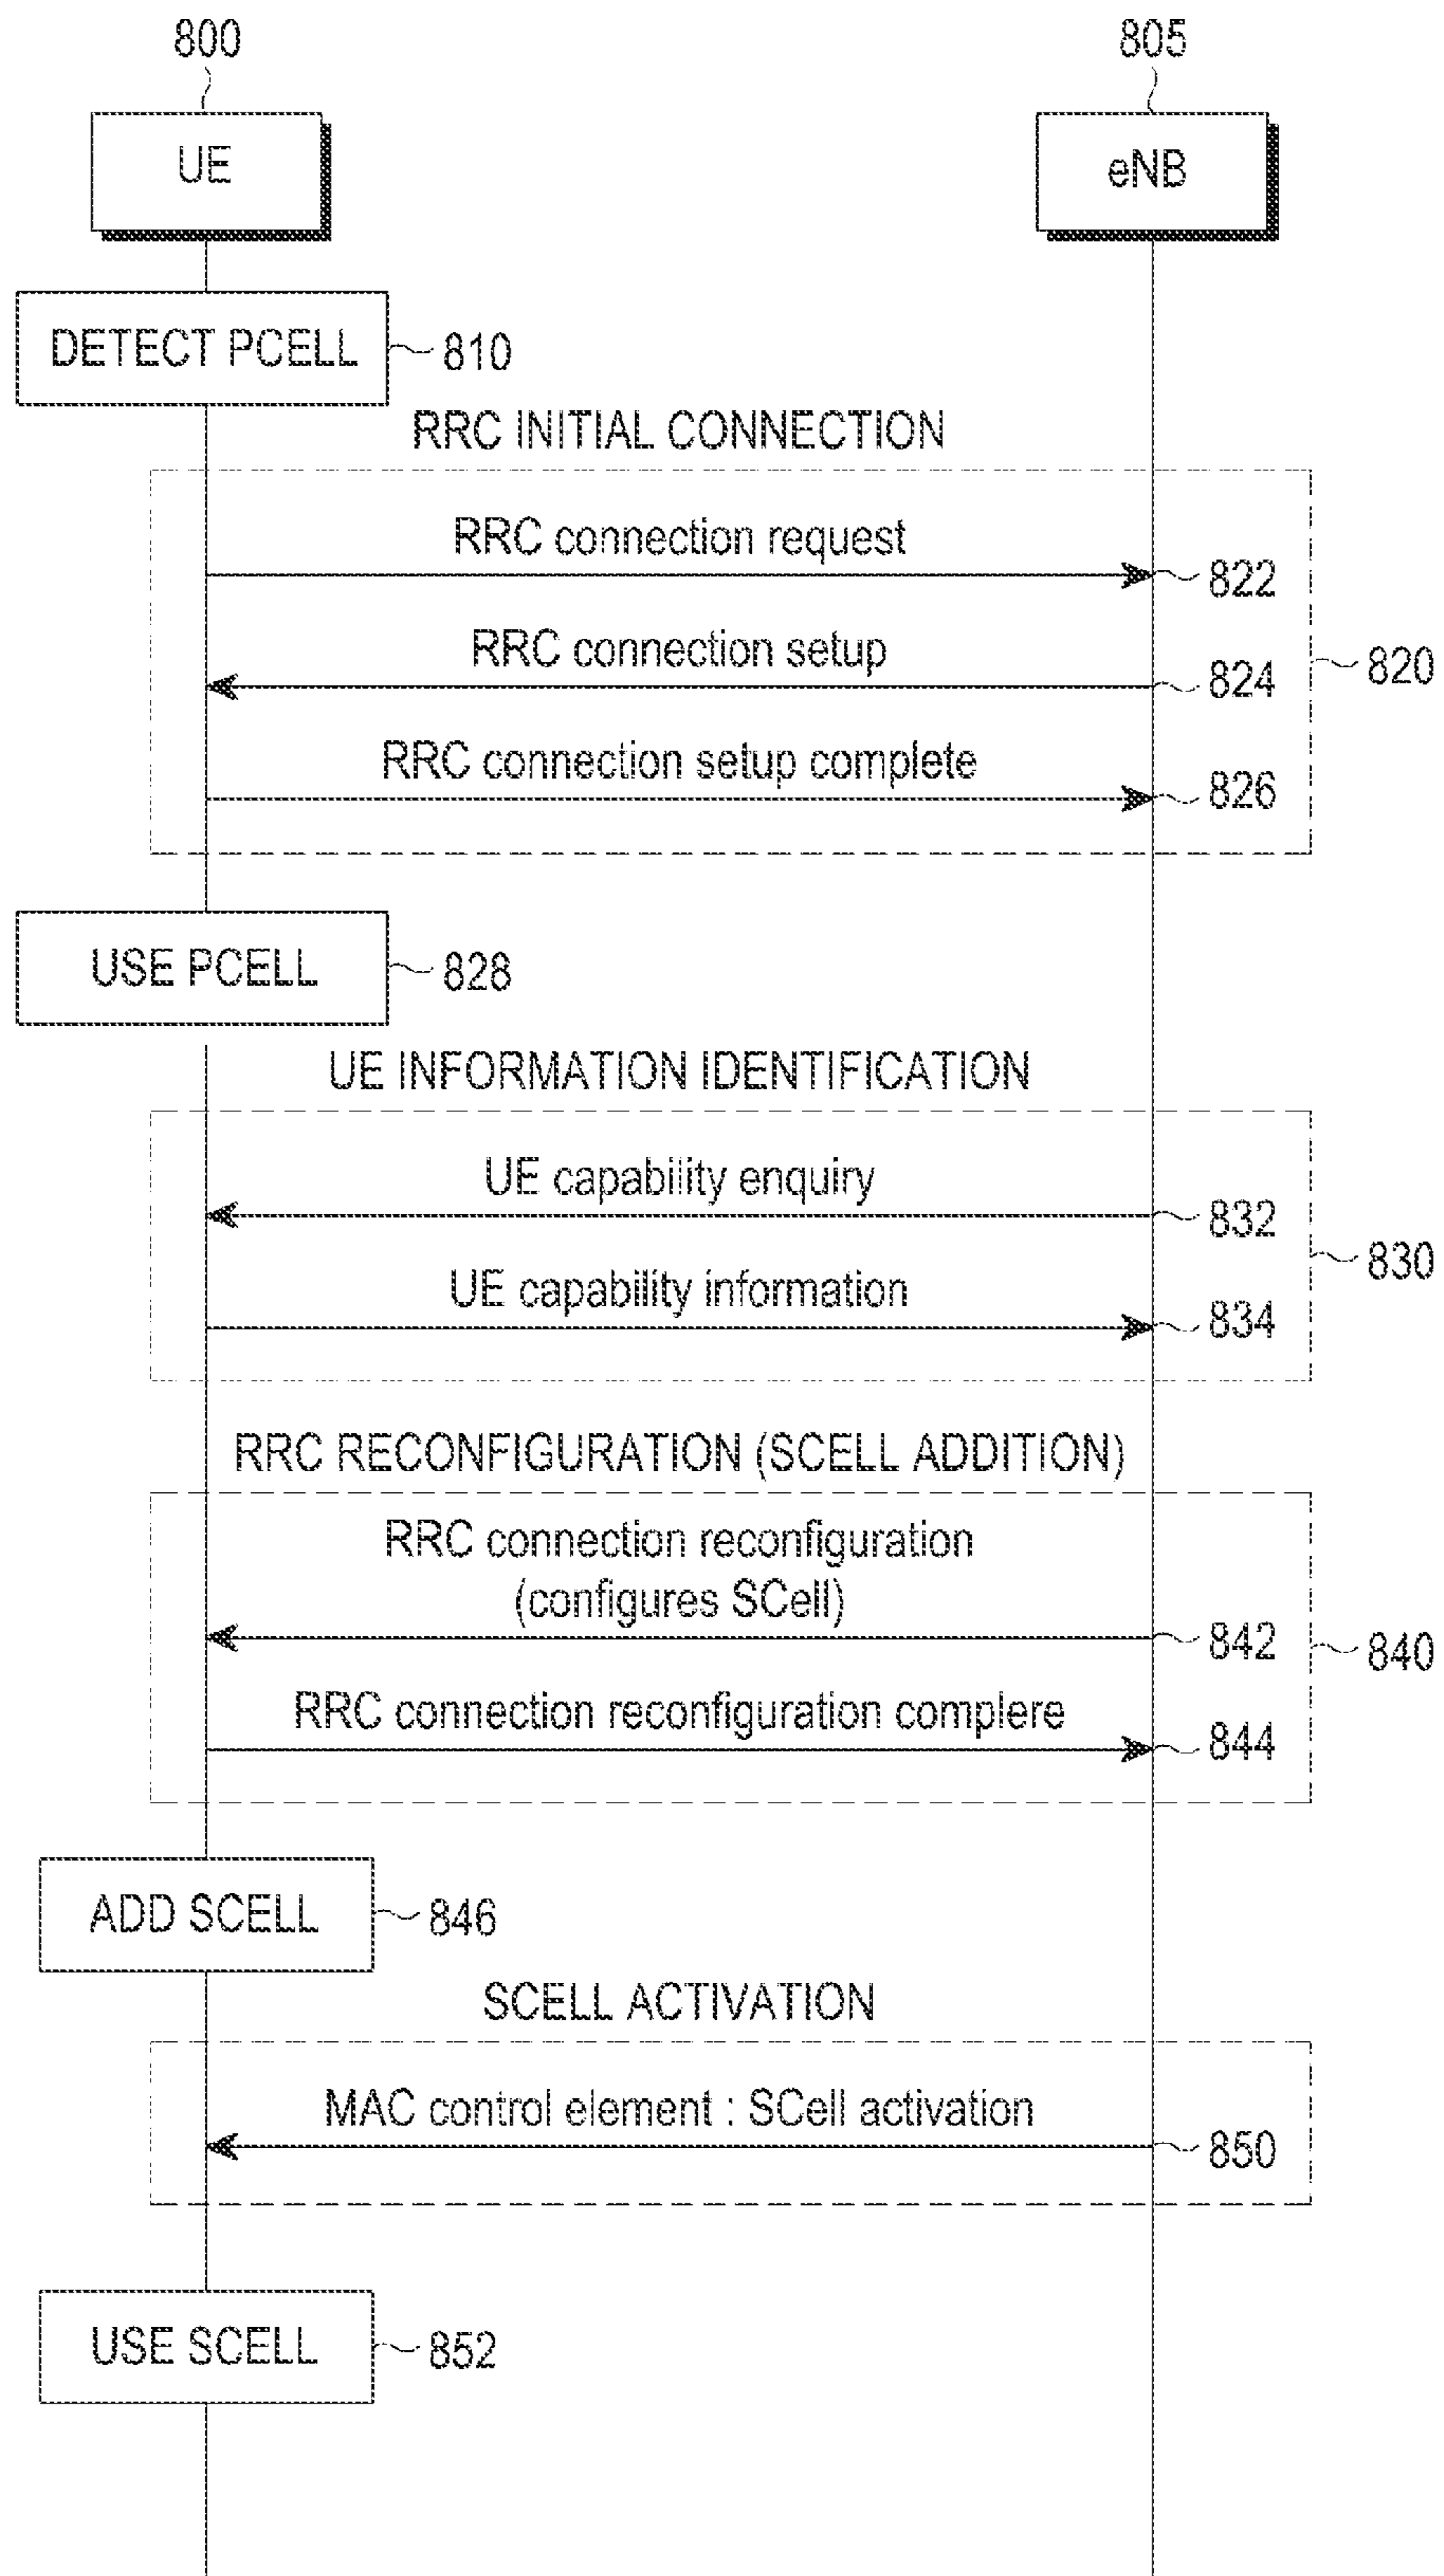 800
805
UE
eNB
DETECT PCELL
810
RRC INITIAL CONNECTION
RRC connection request
822
RRC connection setup
824
820
RRC connection setup complete
826
USE PCELL
828
UE INFORMATION IDENTIFICATION
UE capability enquiry
832
830
UE capability information
834
RRC RECONFIGURATION (SCELL ADDITION)
RRC connection reconfiguration
(configures SCell)
842
840
RRC connection reconfiguration complere
844
ADD SCELL
846
SCELL ACTIVATION
MAC control element : SCell activation
850
USE SCELL
852